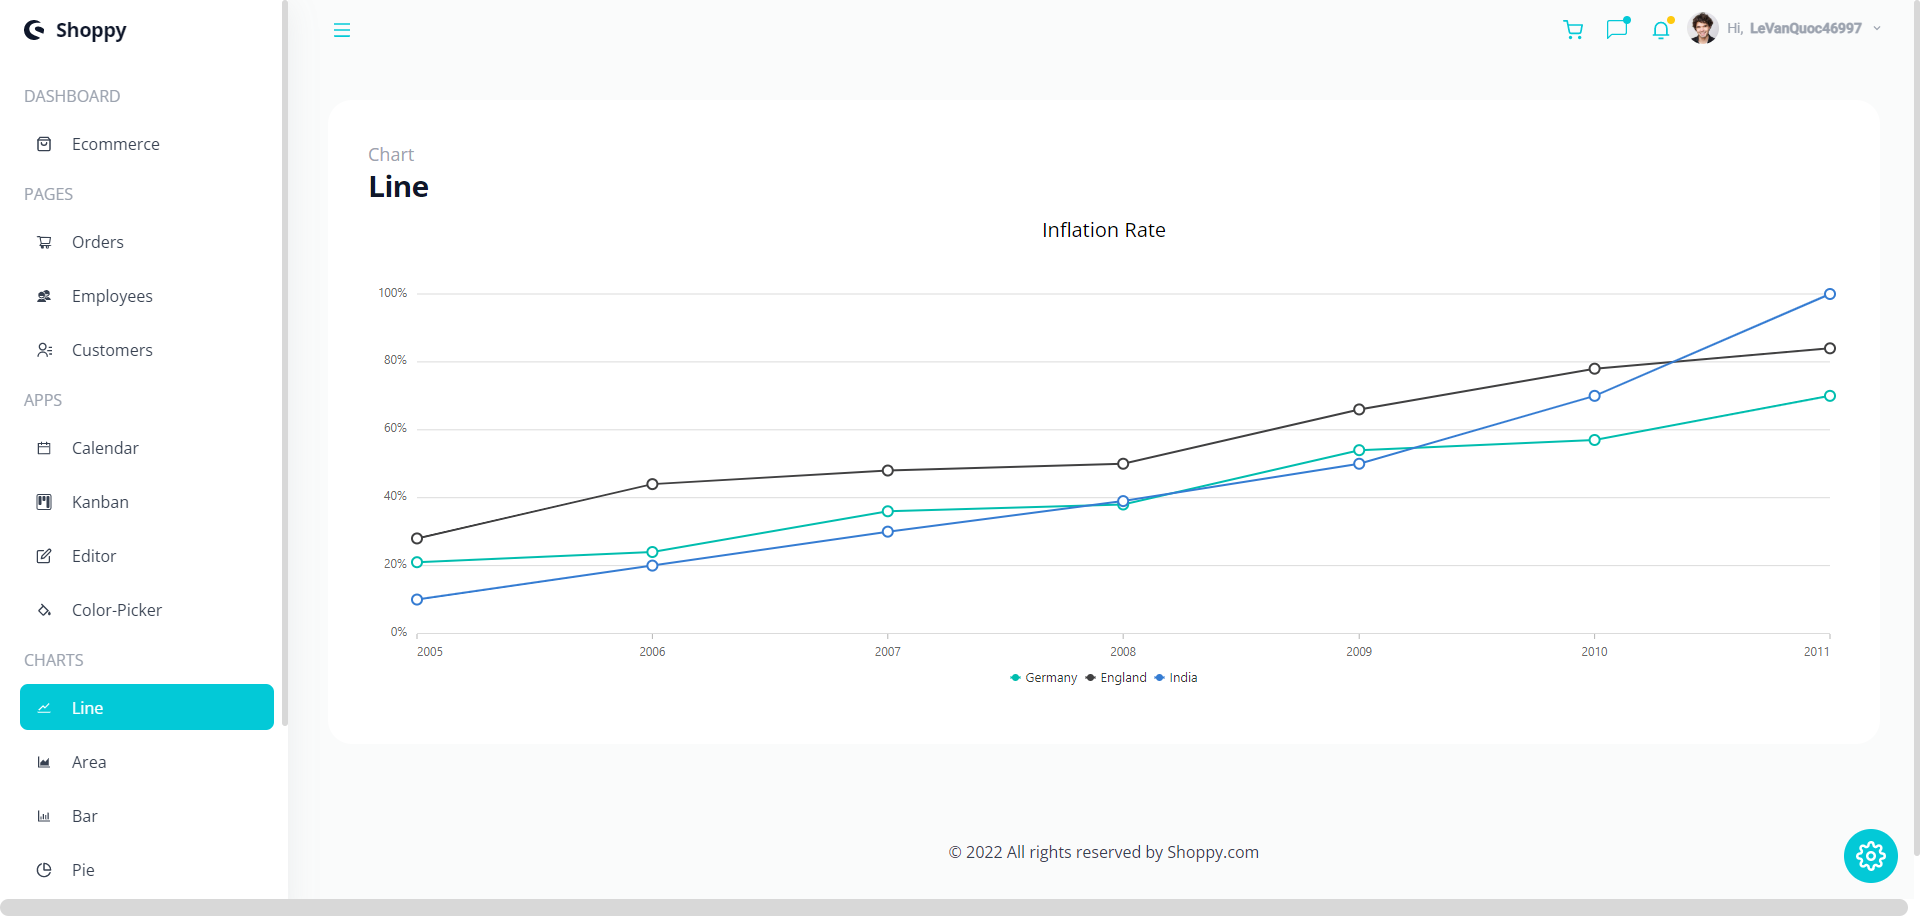 Shoppy
DASHBOARD
Ecommerce
PAGES
Orders
Employees
Customers
APPS
Calendar
Kanban
Editor
Color-Picker
CHARTS
Line
Area
Bar
Pie
Hi, LeVanQuoc46997
Chart
Line
Inflation Rate
100%
80%
60%
40%
20%
0%
2005 2006 2007 2008 2009 2010 2011
Germany England India
© 2022 All rights reserved by Shoppy.com